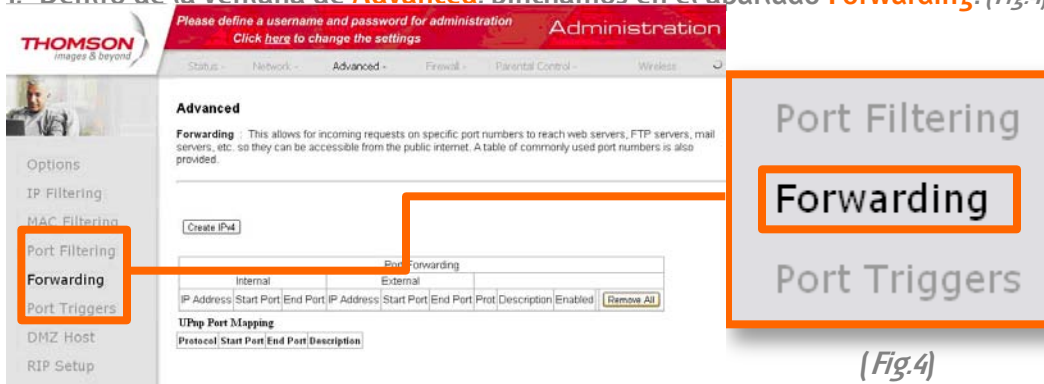 1. Dentro de la ventana de Advanced. Pinchamos en el apartado Forwarding. (Fig.4)
THOMSON
images & beyond
Please define a username and password for administration
Click here to change the settings
Administration
Status - Network - Advanced - Firewall - Parental Control - Wireless
Options
IP Filtering
MAC Filtering
Port Filtering
Forwarding
Port Triggers
DMZ Host
RIP Setup
Advanced
Forwarding : This allows for incoming requests on specific port numbers to reach web servers, FTP servers, mail
servers, etc. so they can be accessible from the public internet. A table of commonly used port numbers is also
provided.
Create IPv4
Port Forwarding
Internal External
IP Address Start Port End Port IP Address Start Port End Port Prot Description Enabled Remove All
UPnp Port Mapping
Protocol Start Port End Port Description
Port Filtering
Forwarding
Port Triggers
(Fig.4)